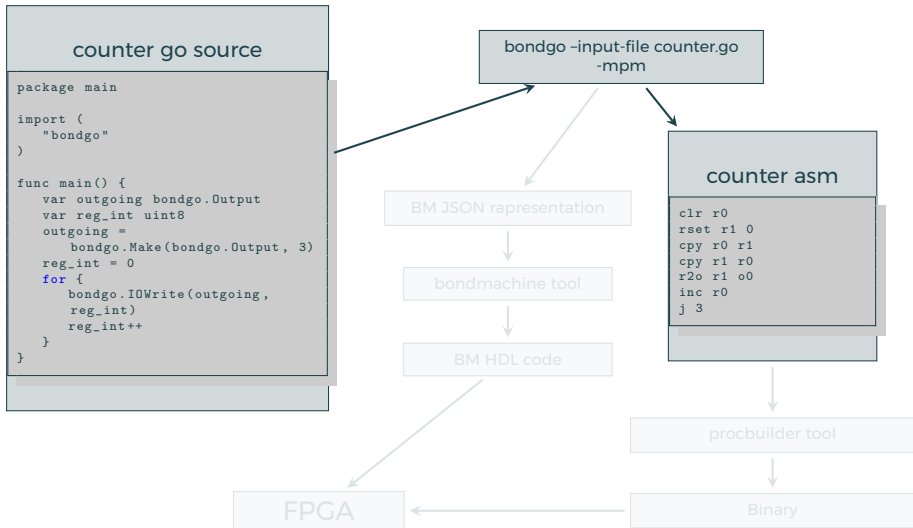 counter go source
package main
import (
"bondgo"
)
func main() {
var outgoing bondgo.Output
var reg_int uint8
outgoing =
bondgo.Make(bondgo.Output, 3)
reg_int = 0
for {
bondgo.IOWrite(outgoing,
reg_int)
reg_int++
}
}
bondgo –input-file counter.go
-mpm
BM JSON rapresentation
bondmachine tool
BM HDL code
FPGA
counter asm
clr r0
rset r1 0
cpy r0 r1
cpy r1 r0
r2o r1 o0
inc r0
j 3
procbuilder tool
Binary